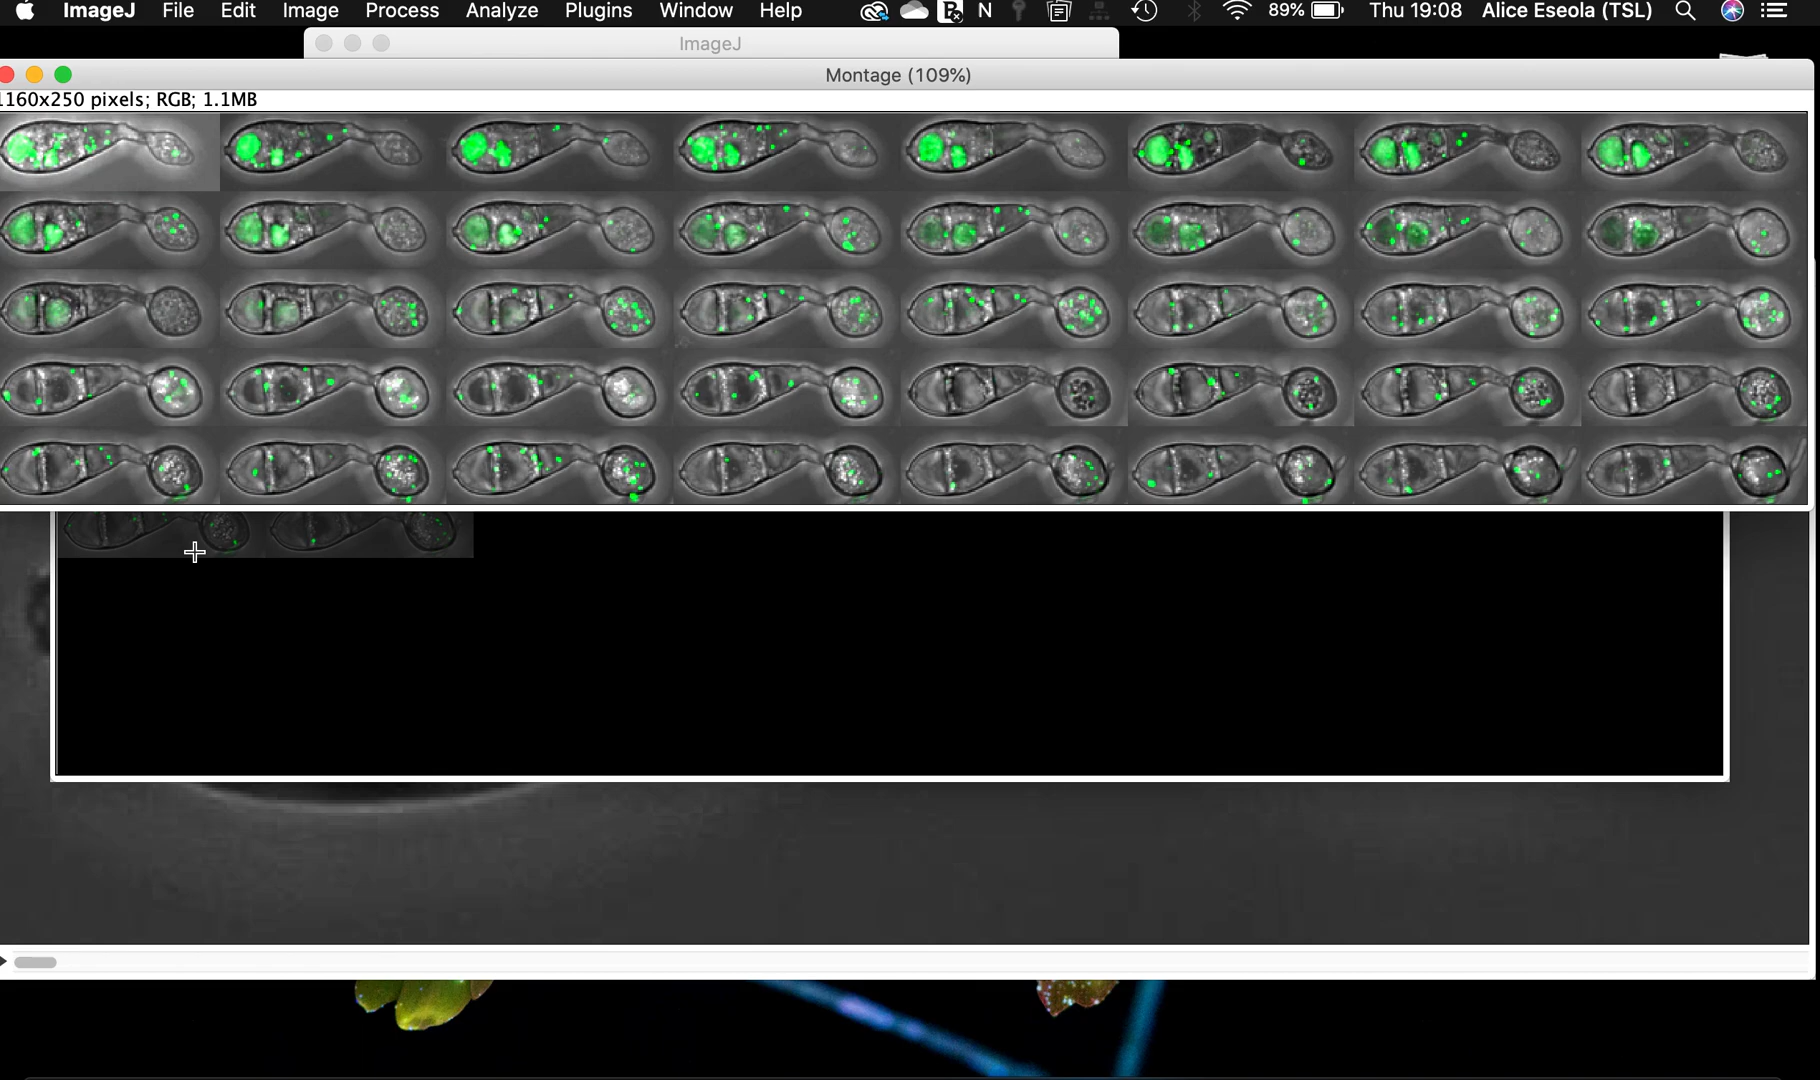 ImageJ File Edit Image Process Analyze Plugins Window Help N 89% Thu 19:08 Alice Eseola (TSL)
ImageJ
Montage (109%)
1160x250 pixels; RGB; 1.1MB